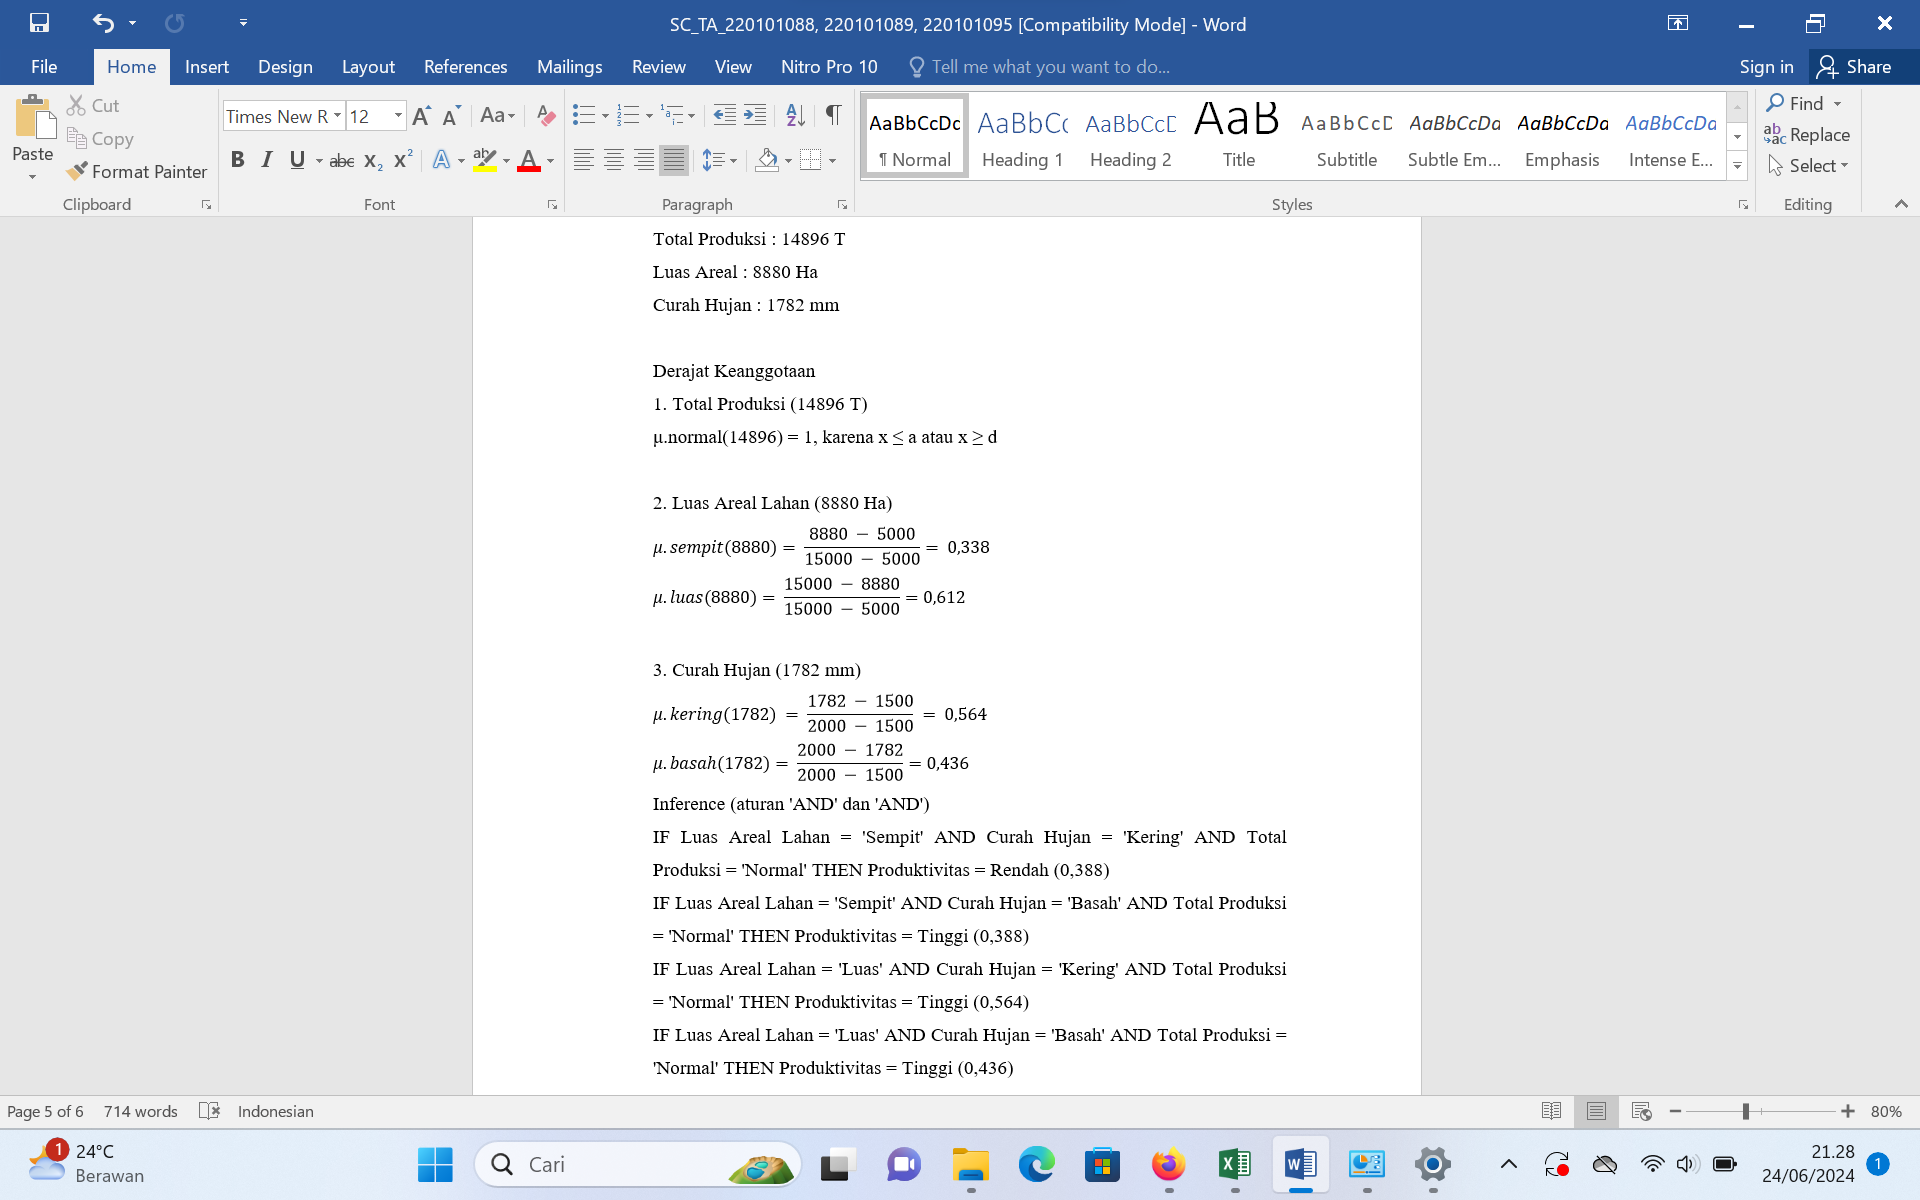 SC_TA_220101088, 220101089, 220101095 [Compatibility Mode] - Word
File Home Insert Design Layout References Mailings Review View Nitro Pro 10 Tell me what you want to do... Sign in Share
Paste
Cut
Copy
Format Painter
Clipboard
Times New R 12
Font
Paragraph
AaBbCcDc AaBbCc AaBbCcD AaB AaBbCcD AaBbCcDa AaBbCcDa AaBbCcDa
¶ Normal Heading 1 Heading 2 Title Subtitle Subtle Em... Emphasis Intense E...
Styles
Find
Replace
Select
Editing
Total Produksi : 14896 T
Luas Areal : 8880 Ha
Curah Hujan : 1782 mm
Derajat Keanggotaan
1. Total Produksi (14896 T)
μ.normal(14896) = 1, karena x ≤ a atau x ≥ d
2. Luas Areal Lahan (8880 Ha)
μ.sempit(8880) = (8880 − 5000)/(15000 − 5000) = 0,338
μ.luas(8880) = (15000 − 8880)/(15000 − 5000) = 0,612
3. Curah Hujan (1782 mm)
μ.kering(1782) = (1782 − 1500)/(2000 − 1500) = 0,564
μ.basah(1782) = (2000 − 1782)/(2000 − 1500) = 0,436
Inference (aturan 'AND' dan 'AND')
IF Luas Areal Lahan = 'Sempit' AND Curah Hujan = 'Kering' AND Total
Produksi = 'Normal' THEN Produktivitas = Rendah (0,388)
IF Luas Areal Lahan = 'Sempit' AND Curah Hujan = 'Basah' AND Total Produksi
= 'Normal' THEN Produktivitas = Tinggi (0,388)
IF Luas Areal Lahan = 'Luas' AND Curah Hujan = 'Kering' AND Total Produksi
= 'Normal' THEN Produktivitas = Tinggi (0,564)
IF Luas Areal Lahan = 'Luas' AND Curah Hujan = 'Basah' AND Total Produksi =
'Normal' THEN Produktivitas = Tinggi (0,436)
Page 5 of 6 714 words Indonesian 80%
1 24°C
Berawan
Cari
21.28
24/06/2024
1